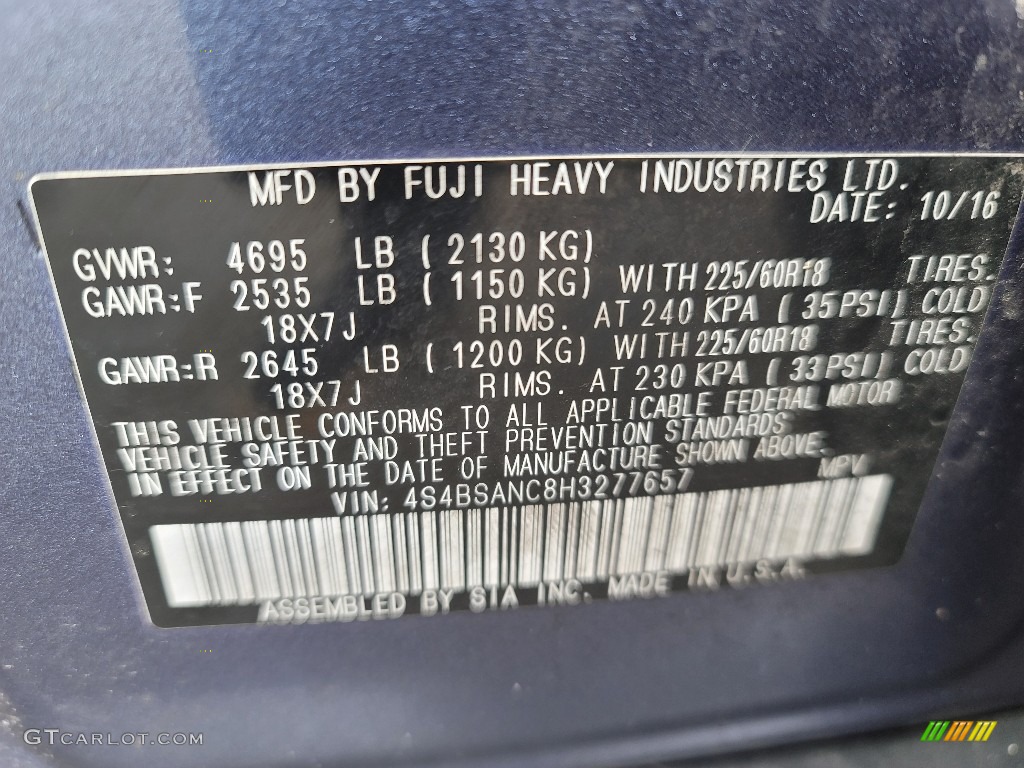 MFD BY FUJI HEAVY INDUSTRIES LTD.
DATE: 10/16
GVWR: 4695 LB ( 2130 KG)
GAWR:F 2535 LB ( 1150 KG) WITH 225/60R18 TIRES.
18X7J RIMS. AT 240 KPA ( 35PSI) COLD
GAWR:R 2645 LB ( 1200 KG) WITH 225/60R18 TIRES.
18X7J RIMS. AT 230 KPA ( 33PSI) COLD
THIS VEHICLE CONFORMS TO ALL APPLICABLE FEDERAL MOTOR
VEHICLE SAFETY AND THEFT PREVENTION STANDARDS
IN EFFECT ON THE DATE OF MANUFACTURE SHOWN ABOVE.
VIN: 4S4BSANC8H3277657 MPV
ASSEMBLED BY SIA INC. MADE IN U.S.A.
GTCARLOT.COM